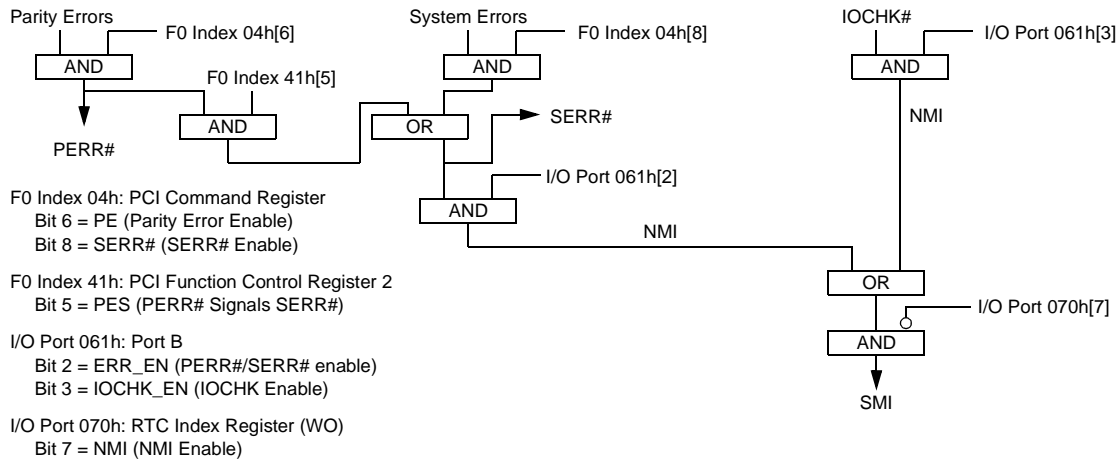 Parity Errors
System Errors
IOCHK#
F0 Index 04h[6]
F0 Index 04h[8]
I/O Port 061h[3]
AND
AND
AND
F0 Index 41h[5]
NMI
SERR#
AND
OR
PERR#
I/O Port 061h[2]
F0 Index 04h: PCI Command Register
Bit 6 = PE (Parity Error Enable)
Bit 8 = SERR# (SERR# Enable)
AND
NMI
F0 Index 41h: PCI Function Control Register 2
Bit 5 = PES (PERR# Signals SERR#)
OR
I/O Port 070h[7]
I/O Port 061h: Port B
Bit 2 = ERR_EN (PERR#/SERR# enable)
Bit 3 = IOCHK_EN (IOCHK Enable)
AND
SMI
I/O Port 070h: RTC Index Register (WO)
Bit 7 = NMI (NMI Enable)